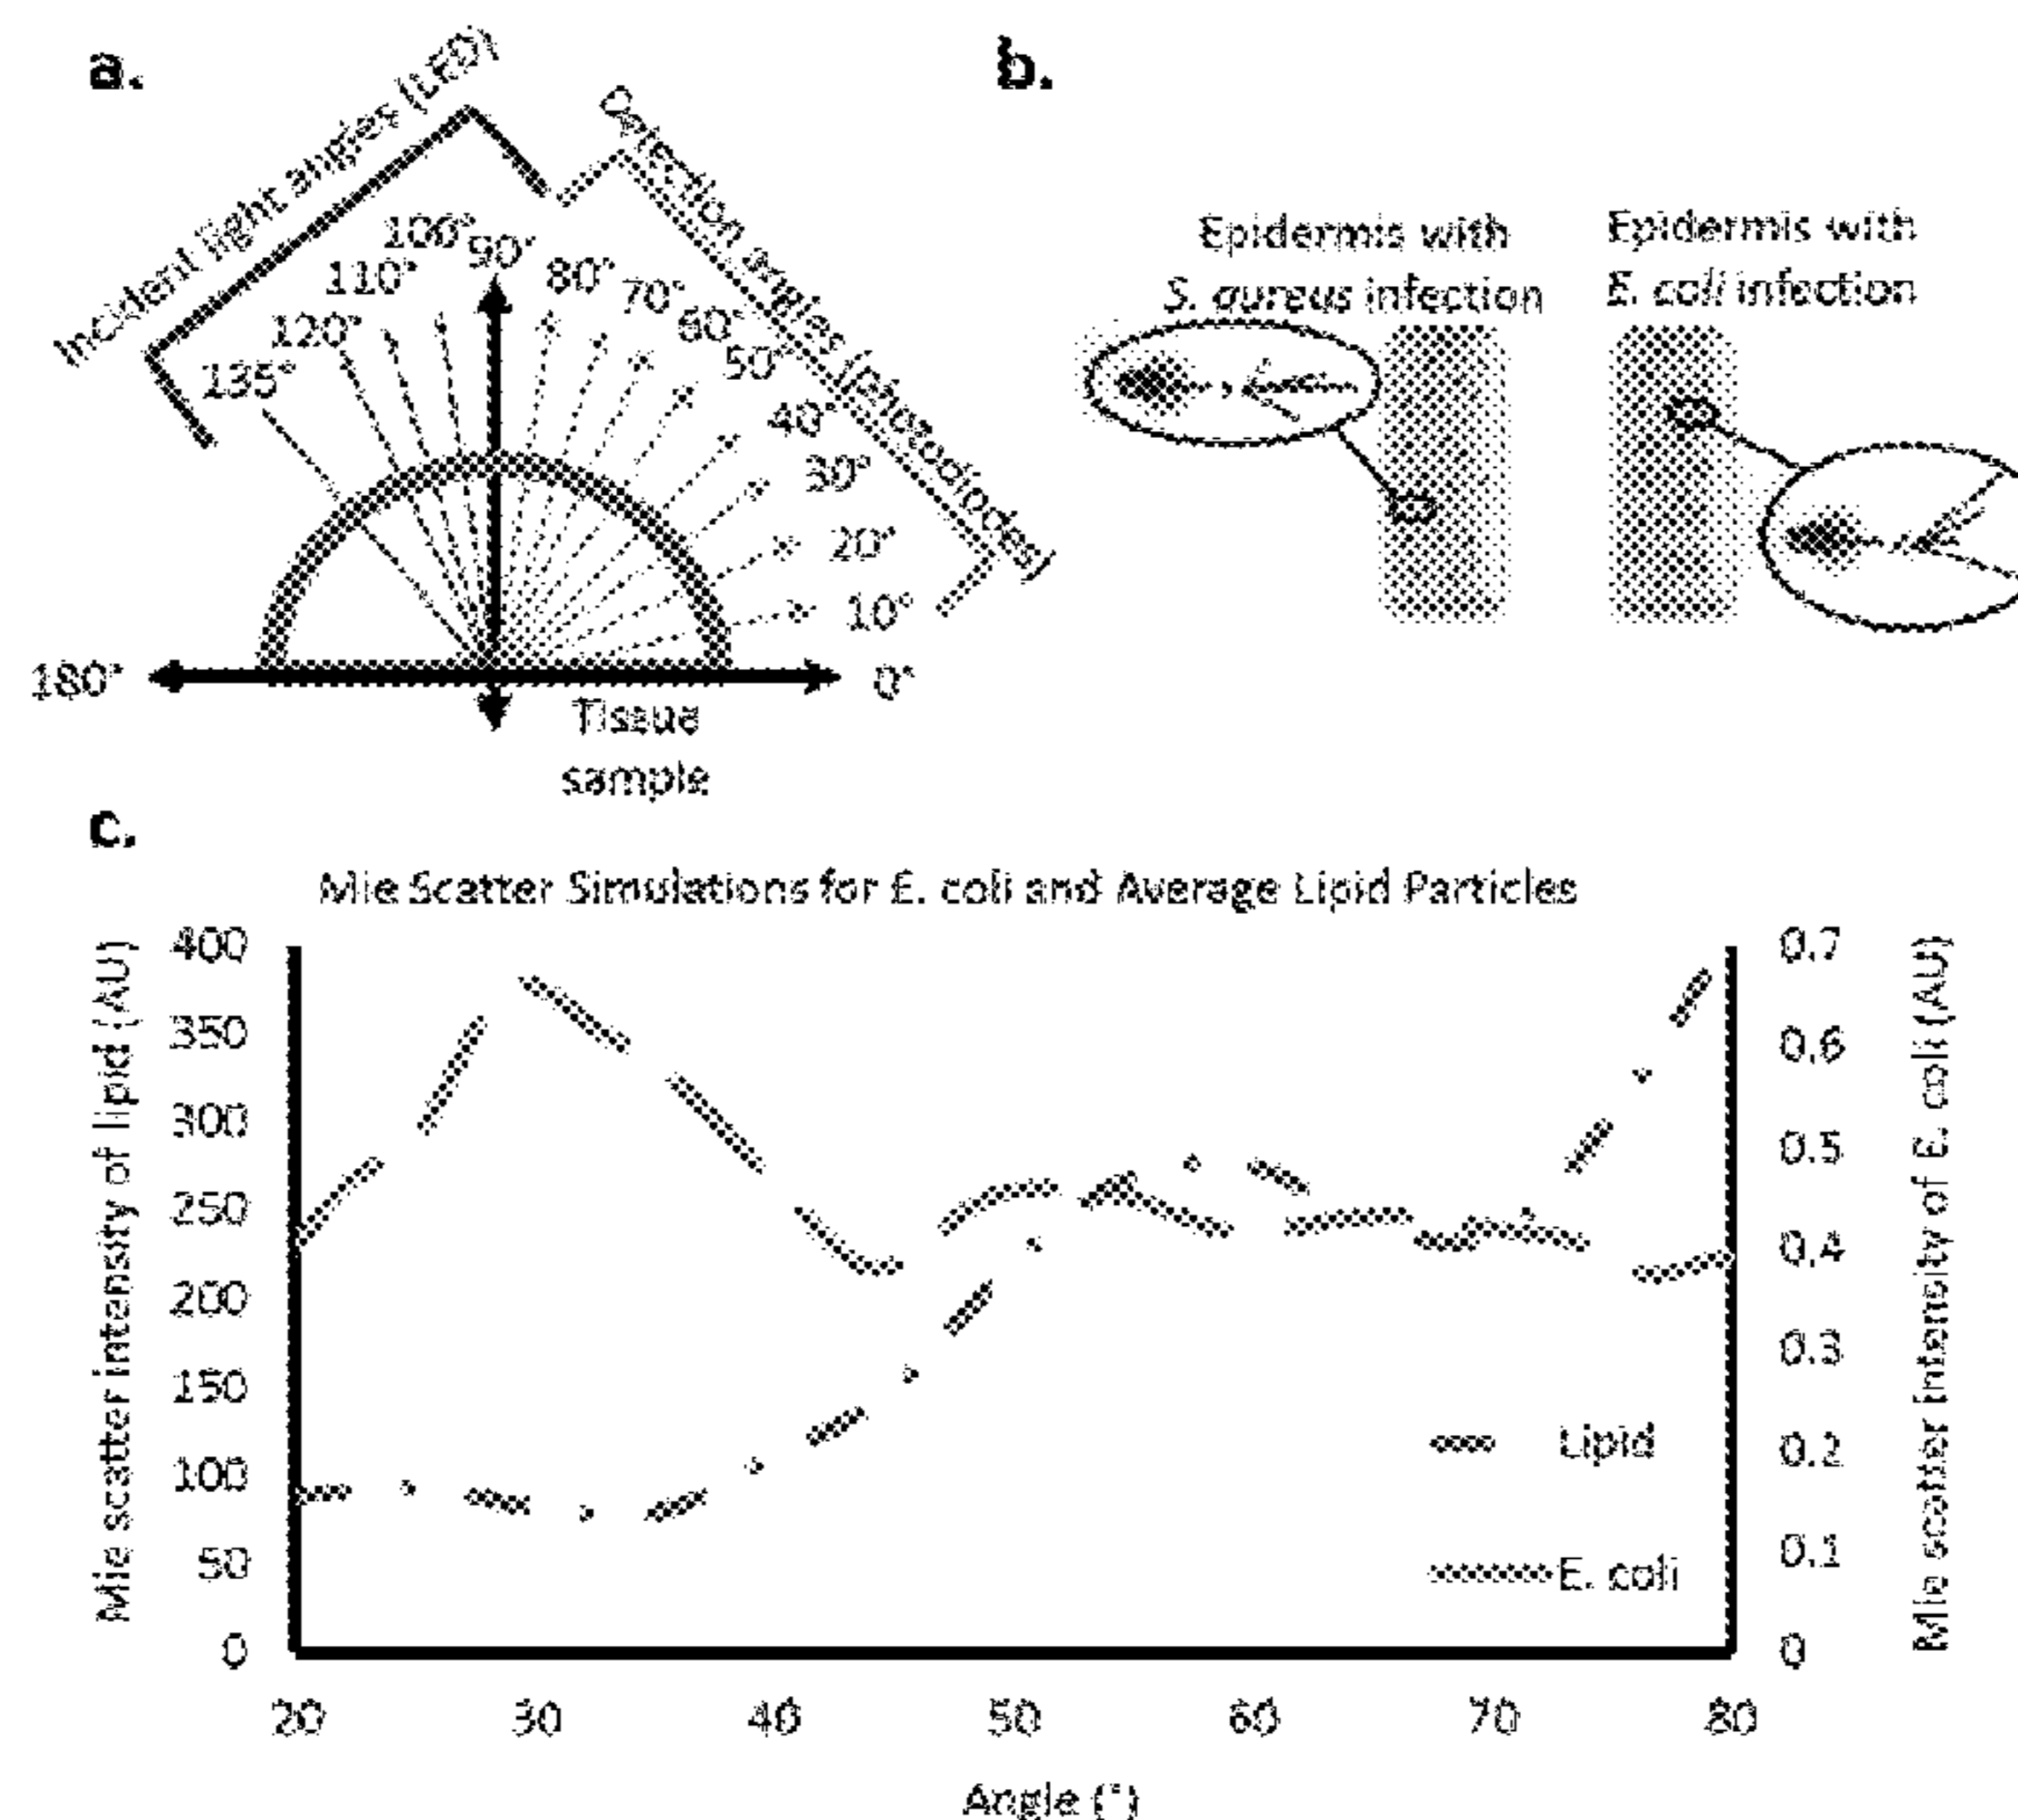 a.
Incident light angles (LED)
Detection angles (photodiodes)
135°
120°
110°
100°
90°
80°
70°
60°
50°
40°
30°
20°
10°
0°
180°
Tissue
sample
b.
Epidermis with
S. aureus infection
Epidermis with
E. coli infection
c.
Mie Scatter Simulations for E. coli and Average Lipid Particles
Mie scatter intensity of lipid (AU)
400
350
300
250
200
150
100
50
0
0.7
0.6
0.5
0.4
0.3
0.2
0.1
0
Mie scatter intensity of E. coli (AU)
Lipid
E. coli
20 30 40 50 60 70 80
Angle (°)